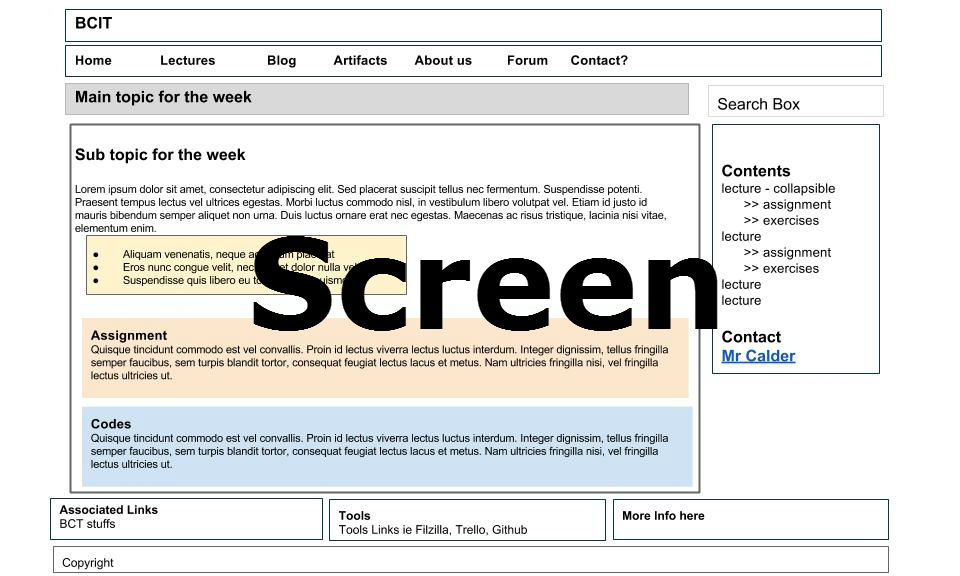 BCIT
Home Lectures Blog Artifacts About us Forum Contact?
Main topic for the week
Search Box
Sub topic for the week
Lorem ipsum dolor sit amet, consectetur adipiscing elit. Sed placerat suscipit tellus nec fermentum. Suspendisse potenti.
Praesent tempus lectus vel ultrices egestas. Morbi luctus commodo nisl, in vestibulum libero volutpat vel. Etiam id justo id
mauris bibendum semper aliquet non urna. Duis luctus ornare erat nec egestas. Maecenas ac risus tristique, lacinia nisi vitae,
elementum enim.
● Aliquam venenatis, neque
● Eros nunc congue velit, nec dolor nulla
● Suspendisse quis libero eu
Screen
Assignment
Quisque tincidunt commodo est vel convallis. Proin id lectus viverra lectus luctus interdum. Integer dignissim, tellus fringilla
semper faucibus, sem turpis blandit tortor, consequat feugiat lectus lacus et metus. Nam ultricies fringilla nisi, vel fringilla
lectus ultricies ut.
Codes
Quisque tincidunt commodo est vel convallis. Proin id lectus viverra lectus luctus interdum. Integer dignissim, tellus fringilla
semper faucibus, sem turpis blandit tortor, consequat feugiat lectus lacus et metus. Nam ultricies fringilla nisi, vel fringilla
lectus ultricies ut.
Contents
lecture - collapsible
>> assignment
>> exercises
lecture
>> assignment
>> exercises
lecture
lecture
Contact
Mr Calder
Associated Links
BCT stuffs
Tools
Tools Links ie Filzilla, Trello, Github
More Info here
Copyright